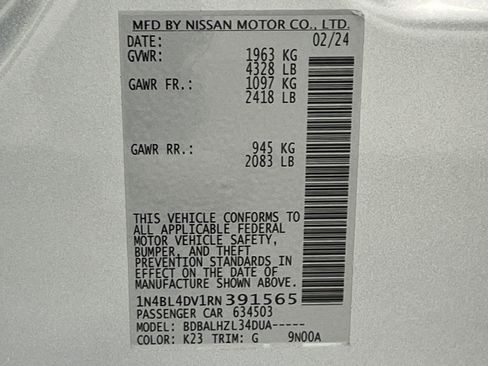 MFD BY NISSAN MOTOR CO., LTD.
DATE: 02/24
GVWR: 1963 KG
4328 LB
GAWR FR.: 1097 KG
2418 LB
GAWR RR.: 945 KG
2083 LB
THIS VEHICLE CONFORMS TO
ALL APPLICABLE FEDERAL
MOTOR VEHICLE SAFETY,
BUMPER, AND THEFT
PREVENTION STANDARDS IN
EFFECT ON THE DATE OF
MANUFACTURE SHOWN ABOVE.
1N4BL4DV1RN391565
PASSENGER CAR 634503
MODEL: BDBALHZL34DUA-----
COLOR: K23 TRIM: G 9N00A